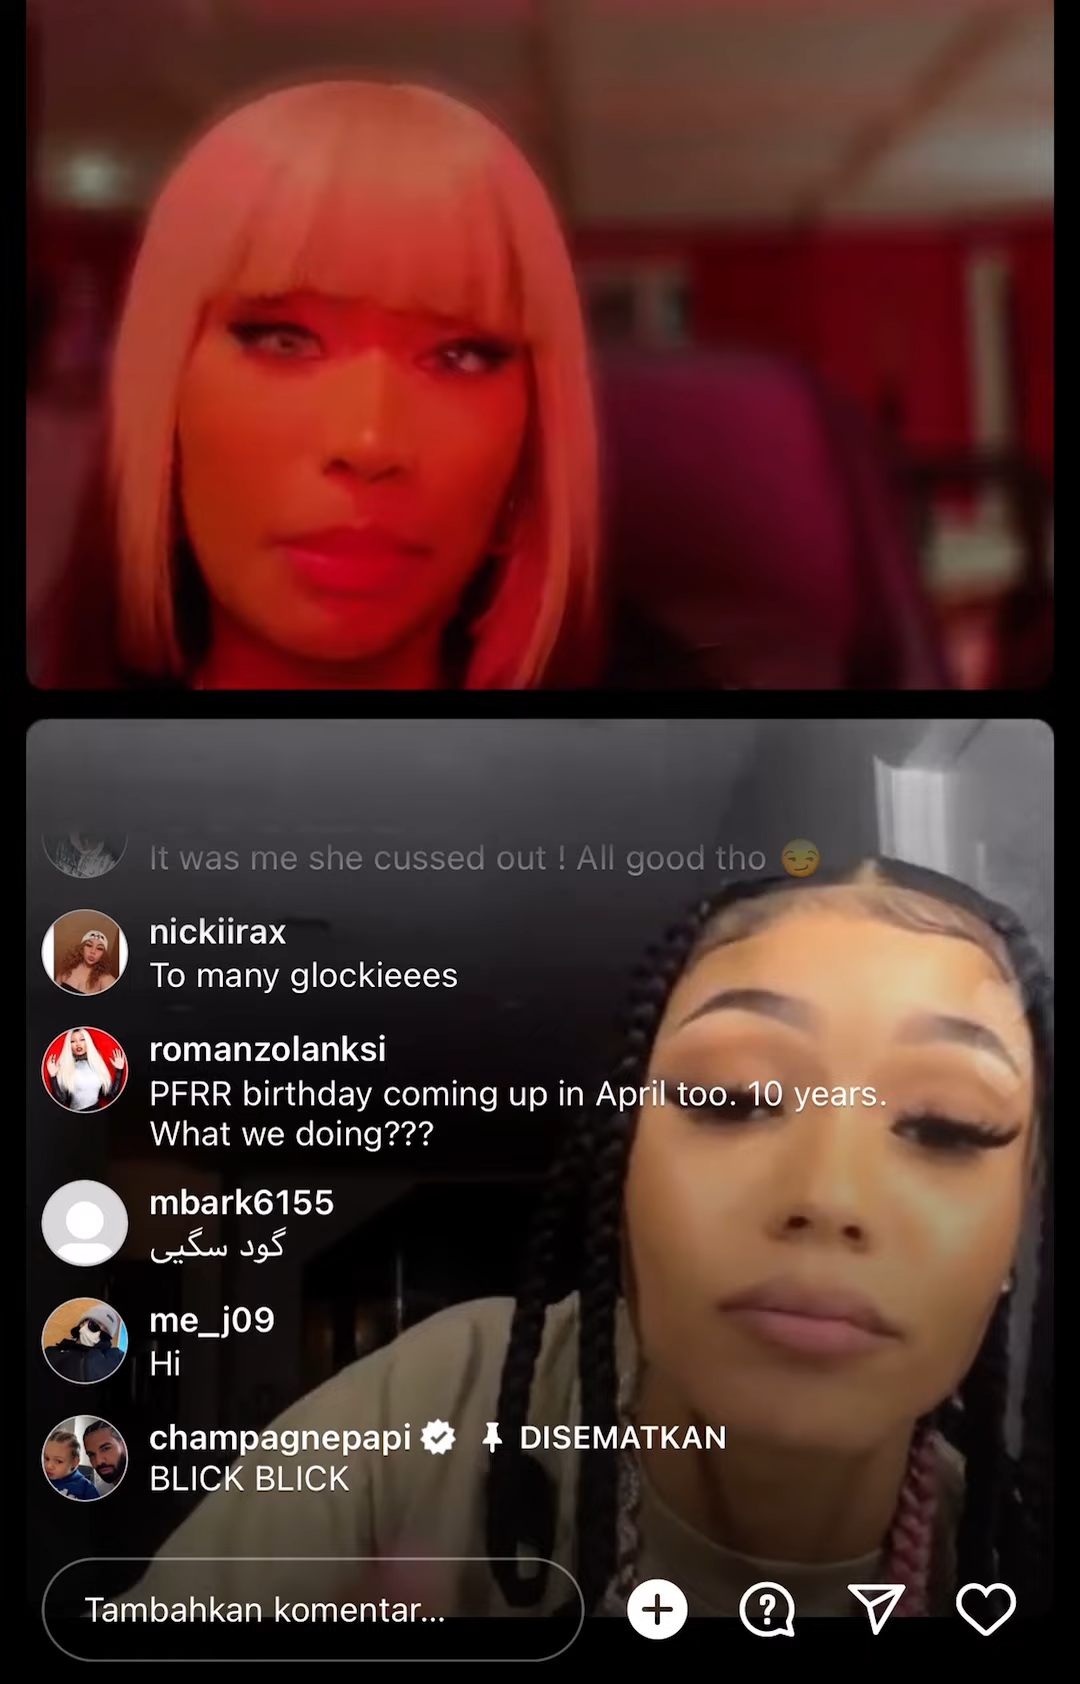 It was me she cussed out ! All good tho 😏
nickiirax
To many glockieees
romanzolanksi
PFRR birthday coming up in April too. 10 years.
What we doing???
mbark6155
گود سگیی
me_j09
Hi
champagnepapi DISEMATKAN
BLICK BLICK
Tambahkan komentar...